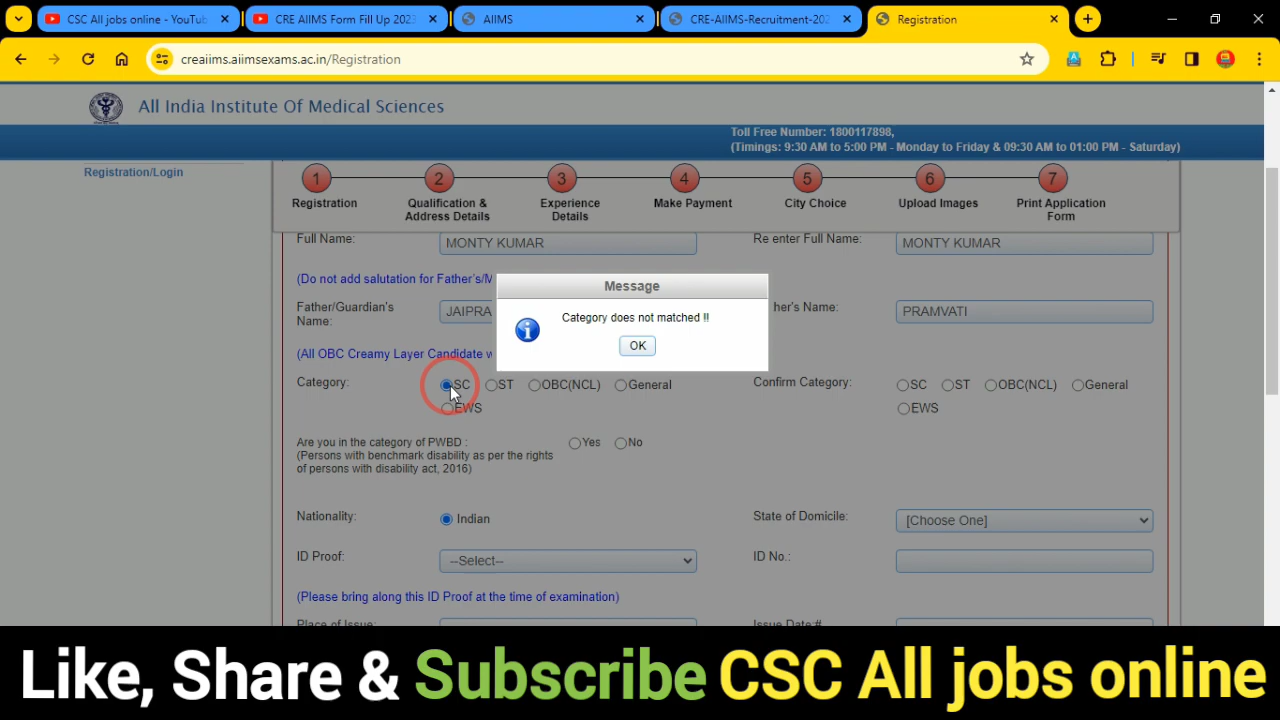 CSC All jobs online - YouTub
CRE AIIMS Form Fill Up 2023
AIIMS
CRE-AIIMS-Recruitment-202
Registration
creaiims.aiimsexams.ac.in/Registration
All India Institute Of Medical Sciences
Toll Free Number: 1800117898,
(Timings: 9:30 AM to 5:00 PM - Monday to Friday & 09:30 AM to 01:00 PM - Saturday)
Registration/Login
1 2 3 4 5 6 7
Registration
Qualification &
Address Details
Experience
Details
Make Payment
City Choice
Upload Images
Print Application
Form
Full Name: MONTY KUMAR Re enter Full Name: MONTY KUMAR
(Do not add salutation for Father's/M
Message
Category does not matched !!
OK
Father/Guardian's
Name:
JAIPRA
her's Name: PRAMVATI
(All OBC Creamy Layer Candidate w
Category: SC ST OBC(NCL) General Confirm Category: SC ST OBC(NCL) General
EWS EWS
Are you in the category of PWBD : Yes No
(Persons with benchmark disability as per the rights
of persons with disability act, 2016)
Nationality: Indian State of Domicile: [Choose One]
ID Proof: --Select-- ID No.:
(Please bring along this ID Proof at the time of examination)
Place of Issue: Issue Date:#
Like, Share & Subscribe CSC All jobs online